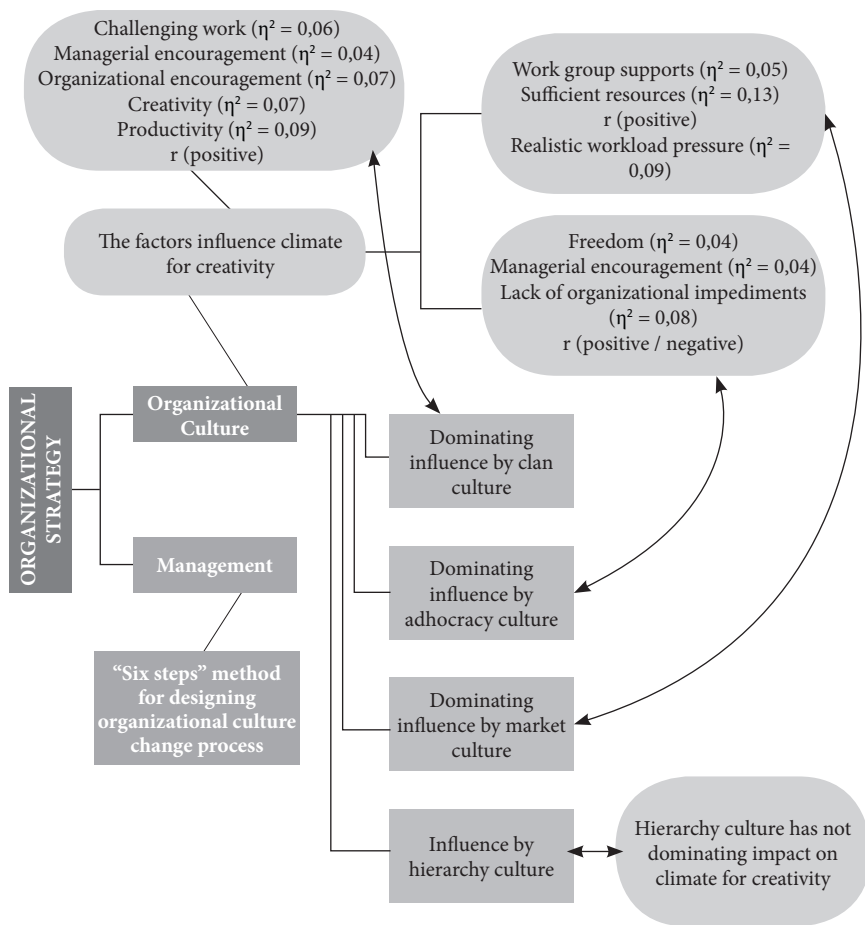 Challenging work (η² = 0,06)
Managerial encouragement (η² = 0,04)
Organizational encouragement (η² = 0,07)
Creativity (η² = 0,07)
Productivity (η² = 0,09)
r (positive)
Work group supports (η² = 0,05)
Sufficient resources (η² = 0,13)
r (positive)
Realistic workload pressure (η² =
0,09)
The factors influence climate
for creativity
Freedom (η² = 0,04)
Managerial encouragement (η² = 0,04)
Lack of organizational impediments
(η² = 0,08)
r (positive / negative)
ORGANIZATIONAL
STRATEGY
Organizational
Culture
Management
"Six steps" method
for designing
organizational culture
change process
Dominating
influence by clan
culture
Dominating
influence by
adhocracy culture
Dominating
influence by market
culture
Influence by
hierarchy culture
Hierarchy culture has not
dominating impact on
climate for creativity